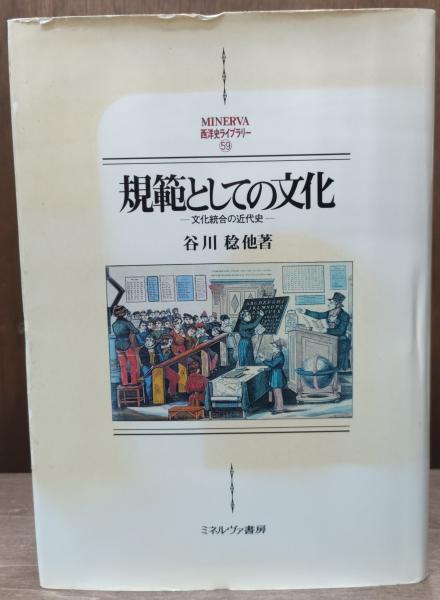 MINERVA
西洋史ライブラリー
59
規範としての文化
―文化統合の近代史―
谷川 稔他著
ABCDEFG
ミネルヴァ書房